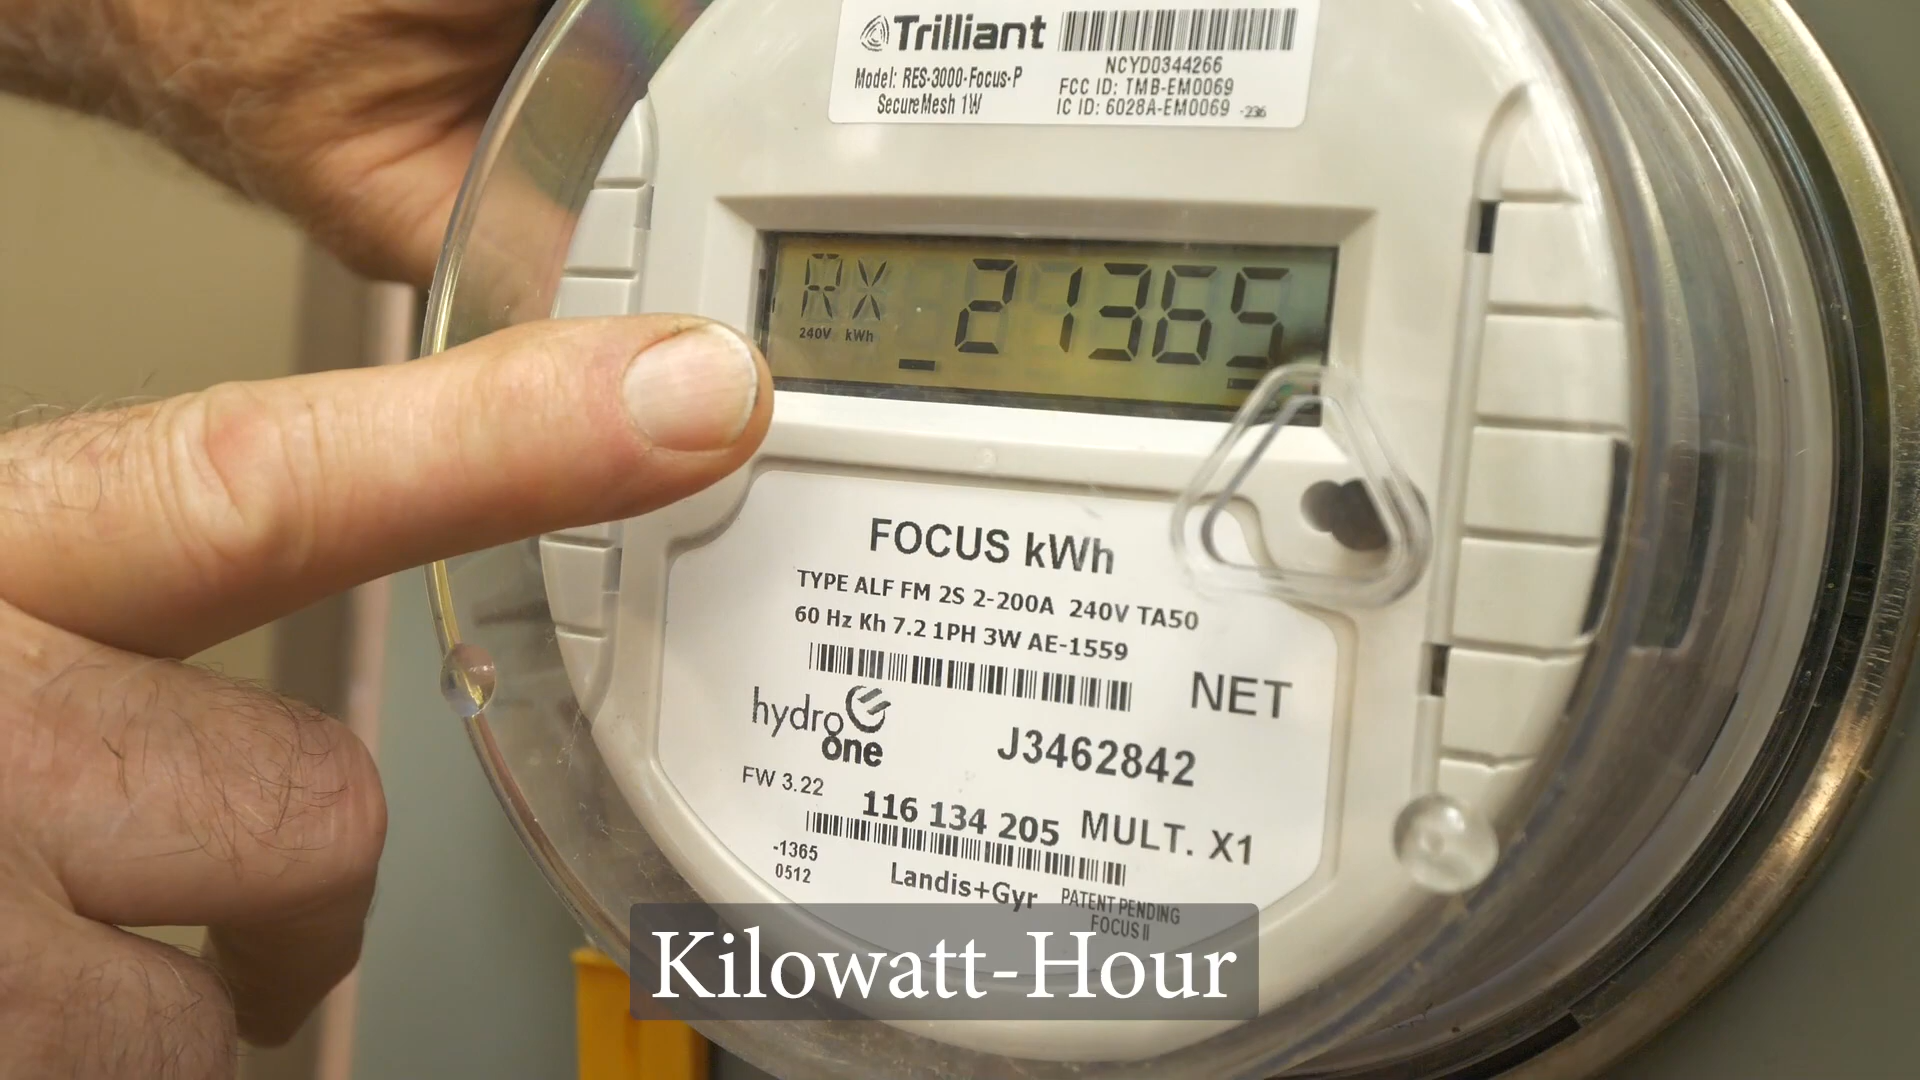 Trilliant
Model: RES-3000-Focus-P
SecureMesh 1W
NCYD0344266
FCC ID: TMB-EM0069
IC ID: 6028A-EM0069 -236
RX 21365
240V kWh
FOCUS kWh
TYPE ALF FM 2S 2-200A 240V TA50
60 Hz Kh 7.2 1PH 3W AE-1559
NET
hydro
one
J3462842
FW 3.22
116 134 205 MULT. X1
-1365
0512
Landis+Gyr
PATENT PENDING
FOCUS II
Kilowatt-Hour